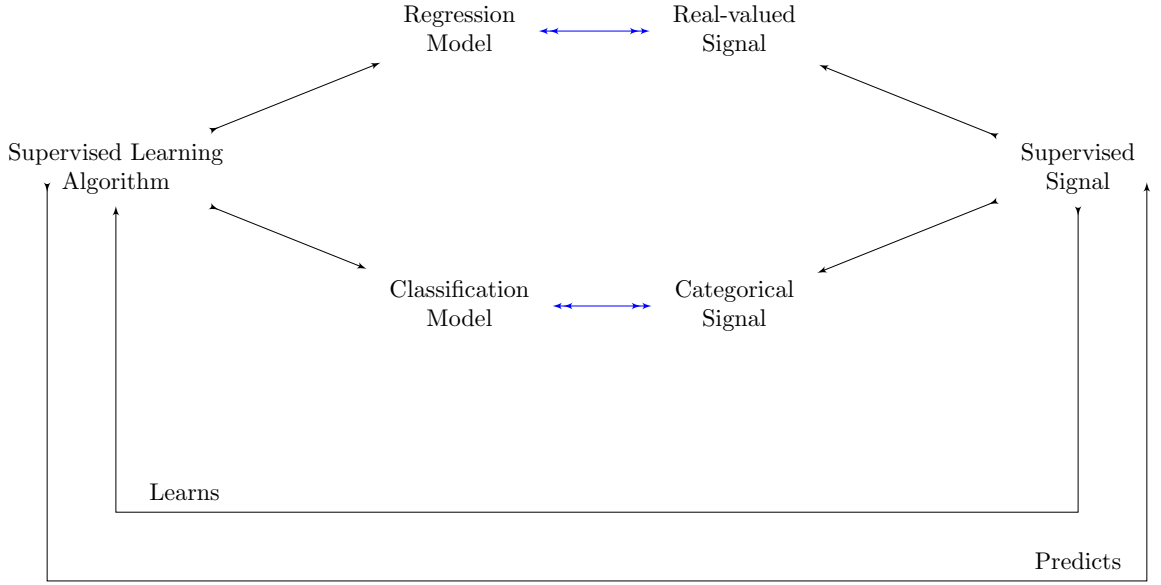 Regression
Model
Real-valued
Signal
Supervised Learning
Algorithm
Supervised
Signal
Classification
Model
Categorical
Signal
Learns
Predicts